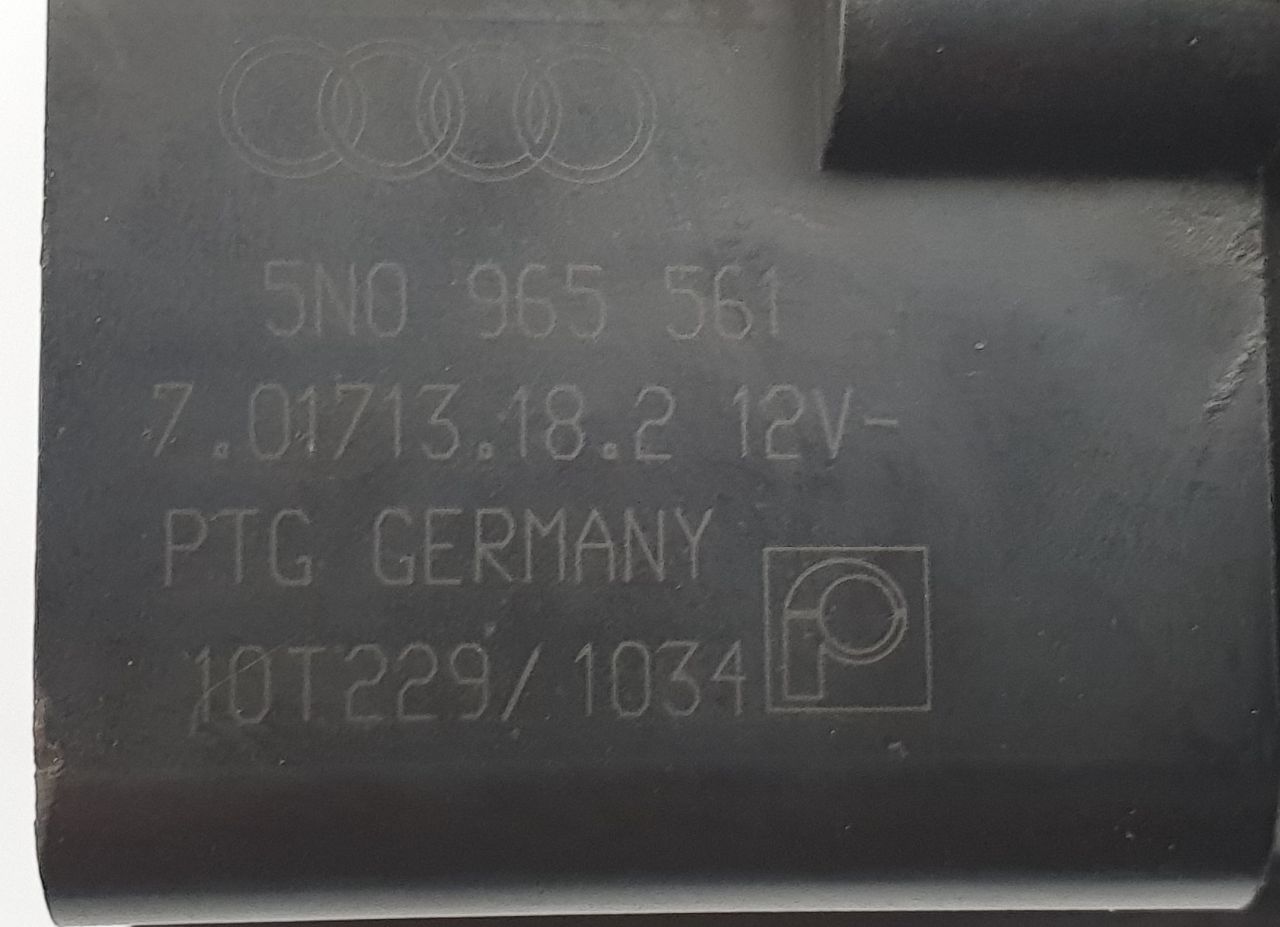 5N0 965 561
7.01713.18.2 12V-
PTG GERMANY
10T229/1034